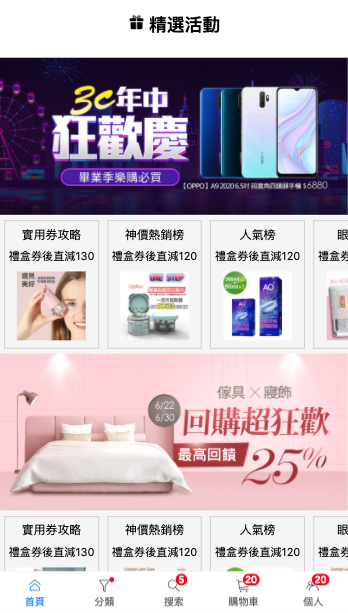 精選活動
3C年中
狂歡慶
畢業季樂購必買
【OPPO】A9 2020 6.5吋 超廣角四鏡頭手機 $6880
實用券攻略
禮盒券後直減130
神價熱銷榜
禮盒券後直減120
人氣榜
禮盒券後直減120
眼
禮盒券
遇見
美好
ONE STEP
AO
AO
傢具×寢飾
6/22
6/30
回購超狂歡
最高回饋
25%
實用券攻略
禮盒券後直減130
神價熱銷榜
禮盒券後直減120
人氣榜
禮盒券後直減120
眼
禮盒券
首頁
分類
5
搜索
20
購物車
20
個人